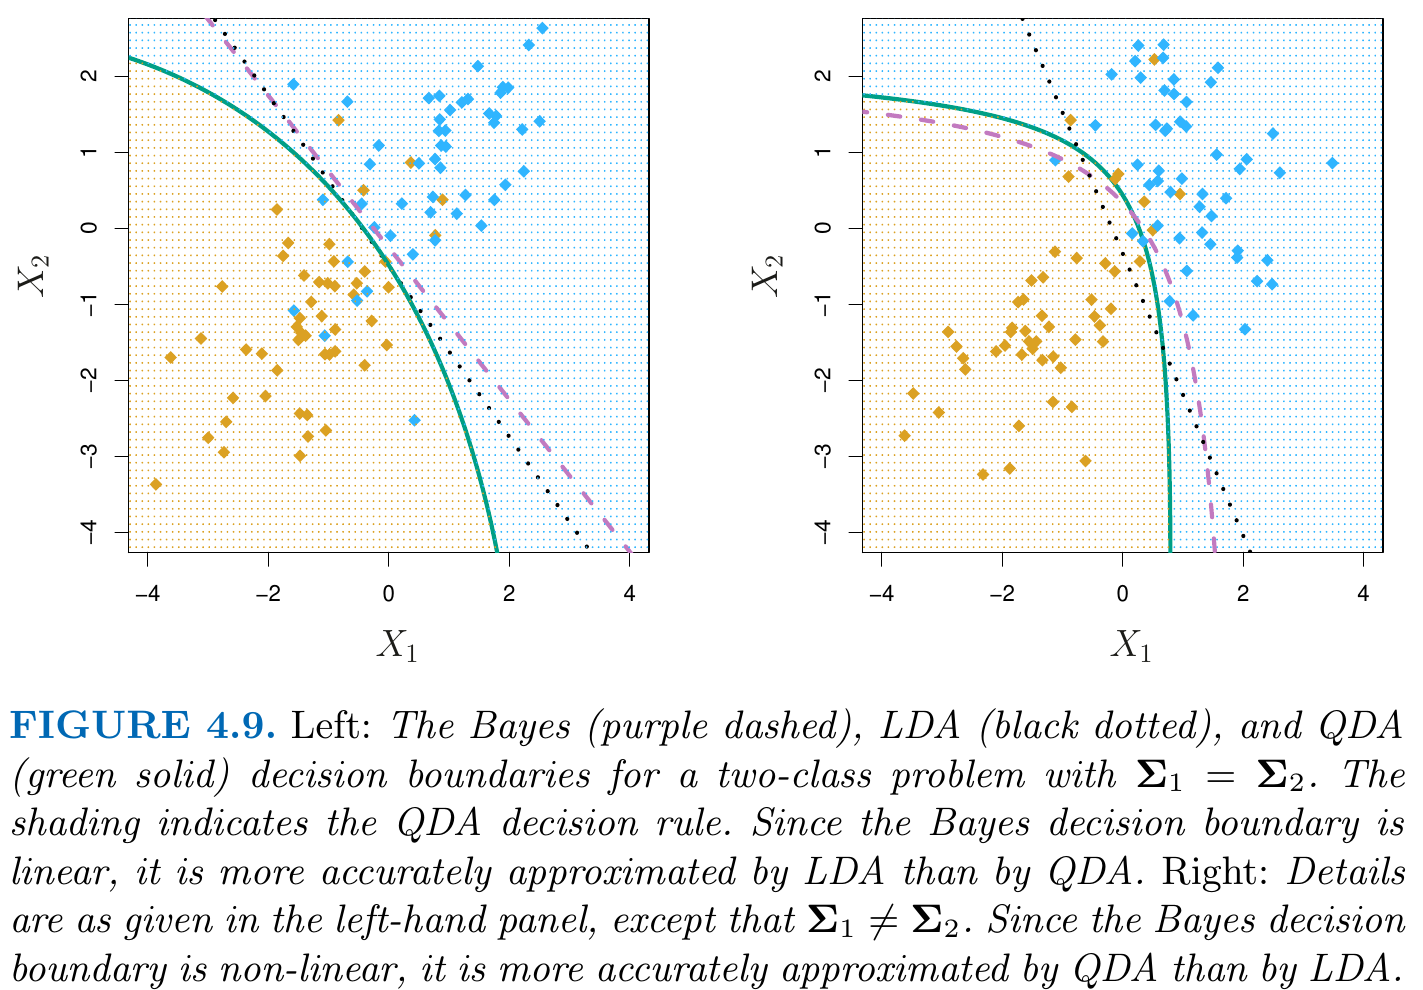 2
1
0
−1
−2
−3
−4
X2
−4
−2
0
2
4
X1
2
1
0
−1
−2
−3
−4
X2
−4
−2
0
2
4
X1
FIGURE 4.9. Left: The Bayes (purple dashed), LDA (black dotted), and QDA
(green solid) decision boundaries for a two-class problem with Σ1 = Σ2. The
shading indicates the QDA decision rule. Since the Bayes decision boundary is
linear, it is more accurately approximated by LDA than by QDA. Right: Details
are as given in the left-hand panel, except that Σ1 ≠ Σ2. Since the Bayes decision
boundary is non-linear, it is more accurately approximated by QDA than by LDA.